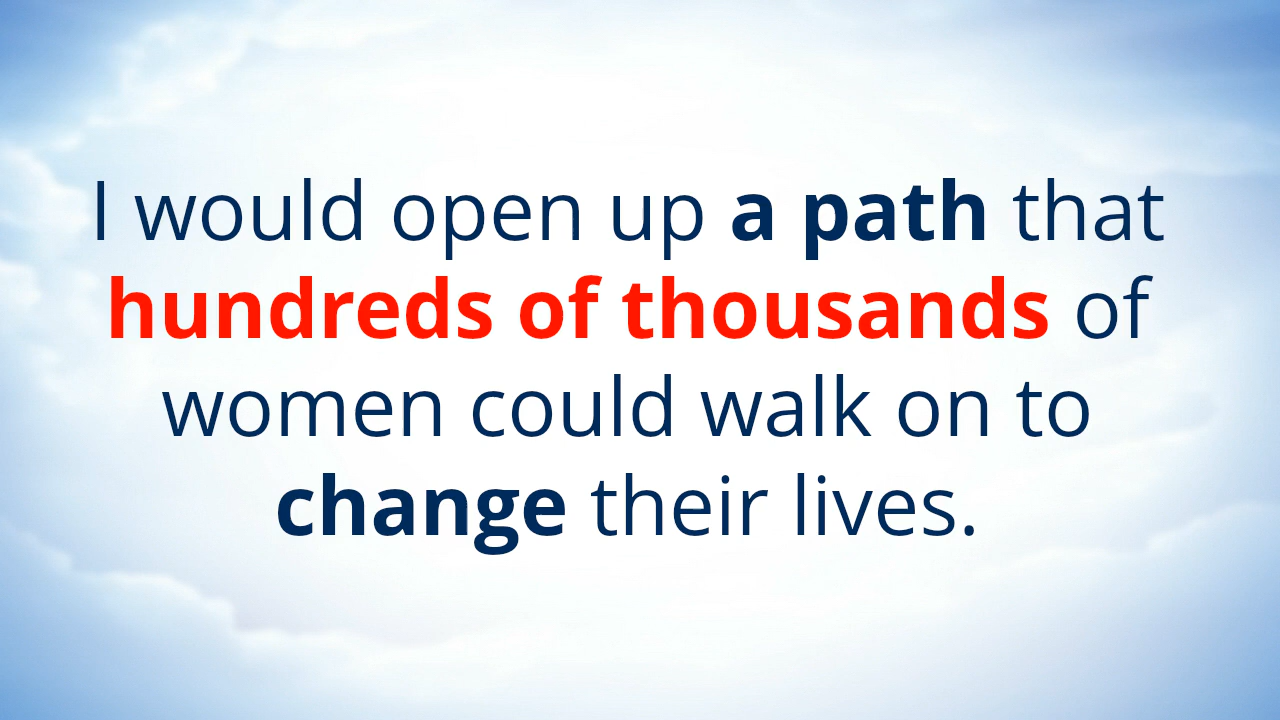 I would open up a path that
hundreds of thousands of
women could walk on to
change their lives.